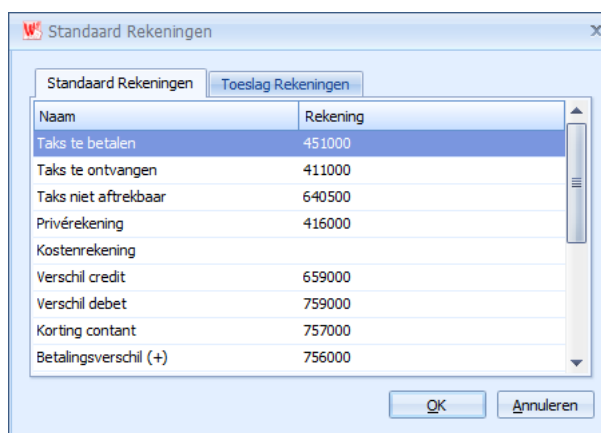 Standaard Rekeningen
Standaard Rekeningen Toeslag Rekeningen
Naam Rekening
Taks te betalen 451000
Taks te ontvangen 411000
Taks niet aftrekbaar 640500
Privérekening 416000
Kostenrekening
Verschil credit 659000
Verschil debet 759000
Korting contant 757000
Betalingsverschil (+) 756000
OK Annuleren